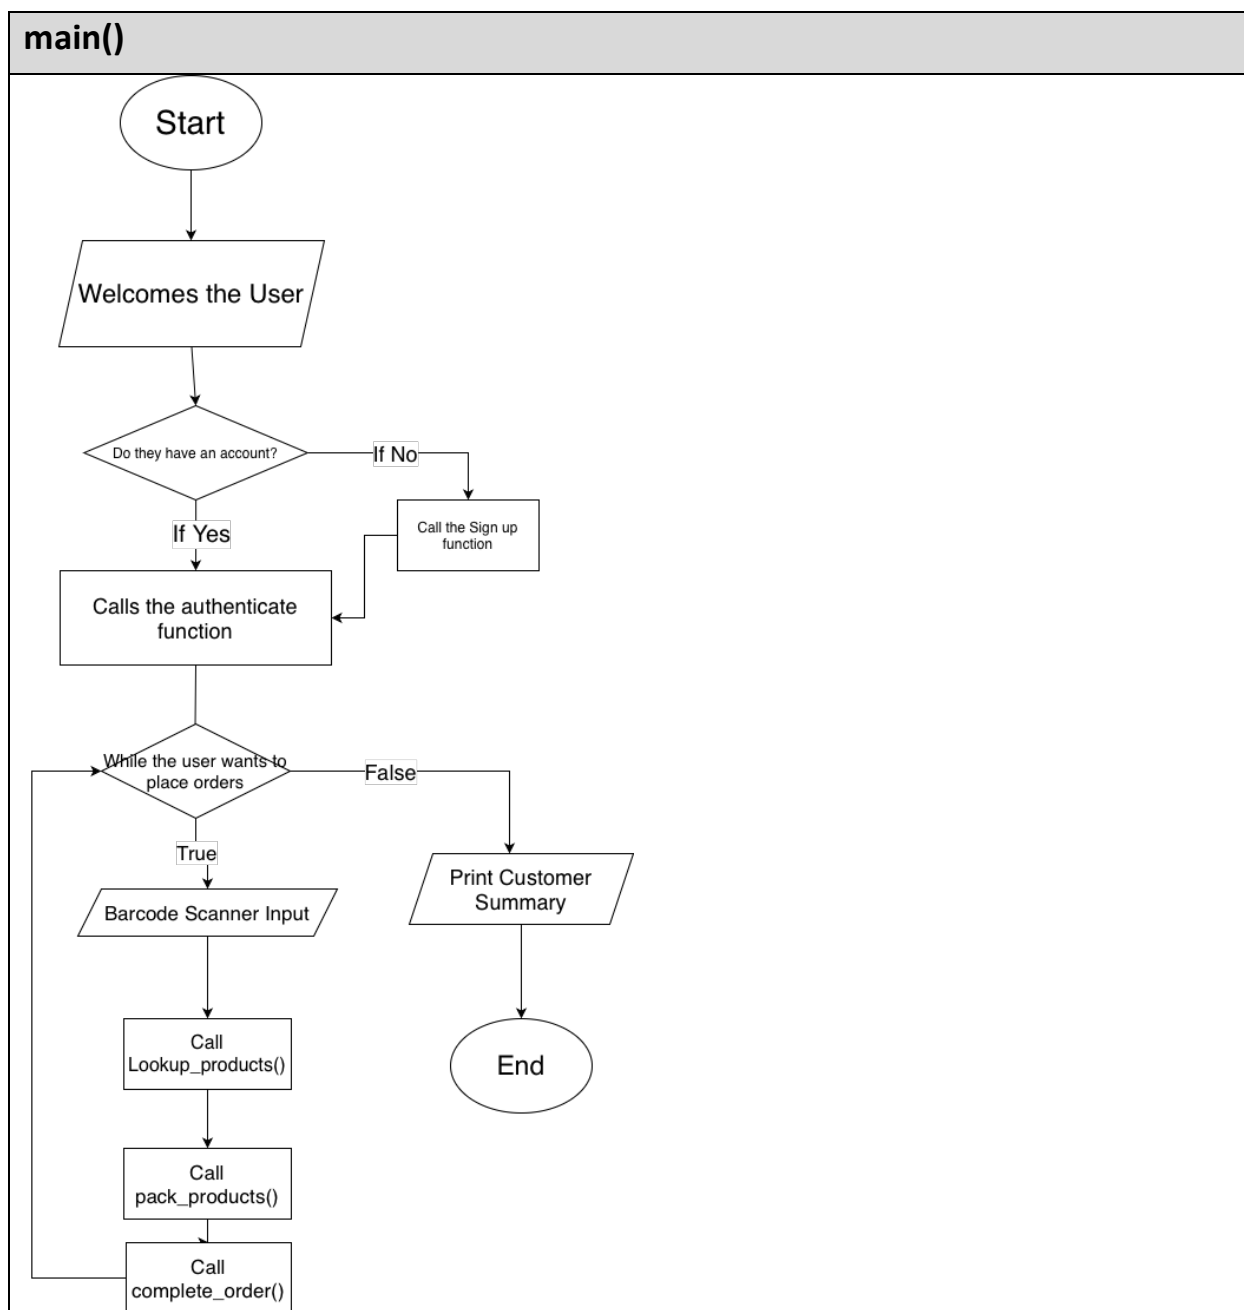 main()
Start
Welcomes the User
Do they have an account?
If No
Call the Sign up
function
If Yes
Calls the authenticate
function
While the user wants to
place orders
False
True
Print Customer
Summary
Barcode Scanner Input
Call
Lookup_products()
End
Call
pack_products()
Call
complete_order()